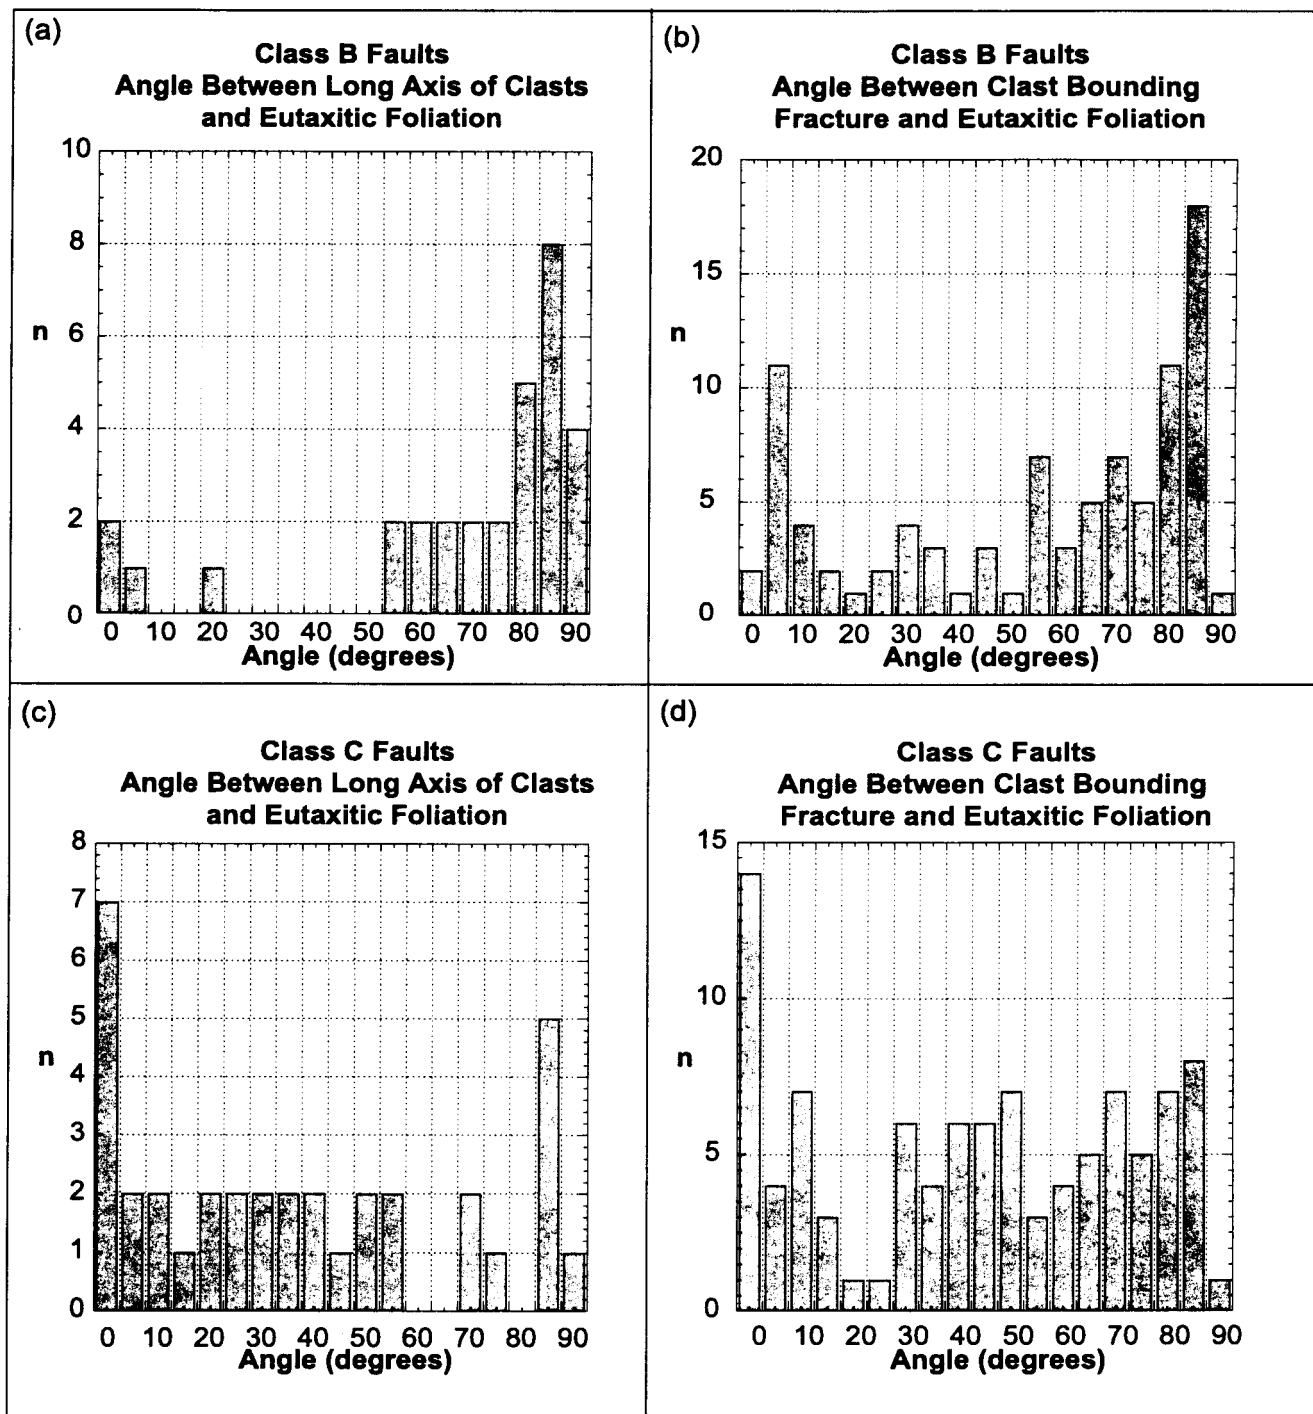 (a)
Class B Faults
Angle Between Long Axis of Clasts
and Eutaxitic Foliation
10
8
6
n
4
2
0
0 10 20 30 40 50 60 70 80 90
Angle (degrees)
(b)
Class B Faults
Angle Between Clast Bounding
Fracture and Eutaxitic Foliation
20
15
n
10
5
0
0 10 20 30 40 50 60 70 80 90
Angle (degrees)
(c)
Class C Faults
Angle Between Long Axis of Clasts
and Eutaxitic Foliation
8
7
6
5
n
4
3
2
1
0
0 10 20 30 40 50 60 70 80 90
Angle (degrees)
(d)
Class C Faults
Angle Between Clast Bounding
Fracture and Eutaxitic Foliation
15
10
n
5
0
0 10 20 30 40 50 60 70 80 90
Angle (degrees)